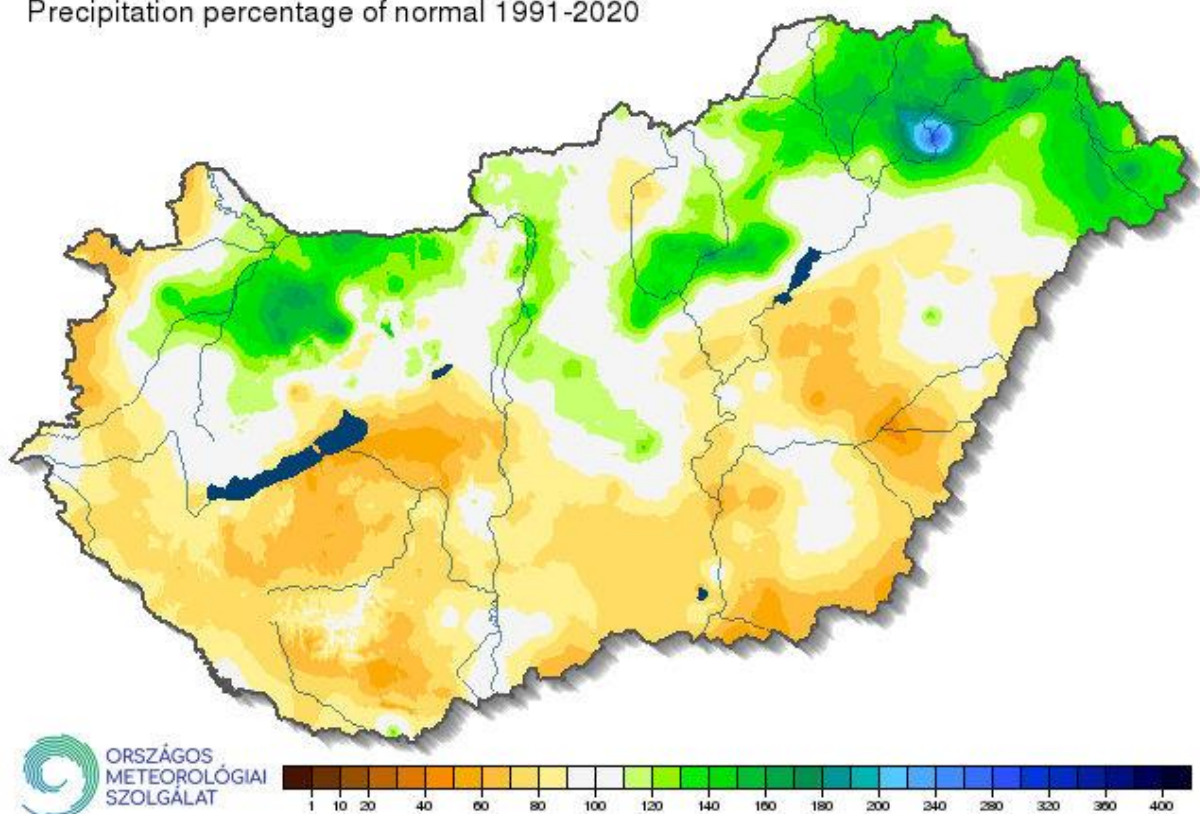 Precipitation percentage of normal 1991-2020
ORSZÁGOS
METEOROLÓGIAI
SZOLGÁLAT
1 10 20 40 60 80 100 120 140 160 180 200 240 280 320 360 400